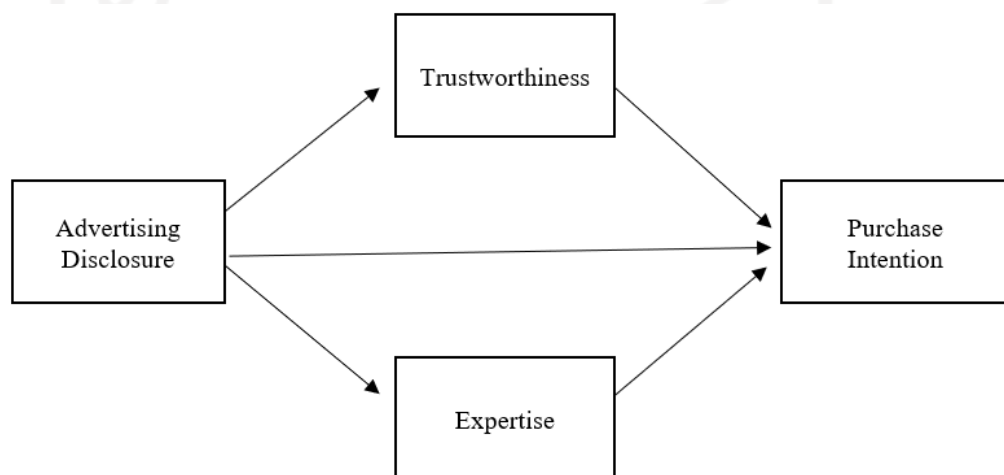 Trustworthiness
Advertising
Disclosure
Purchase
Intention
Expertise